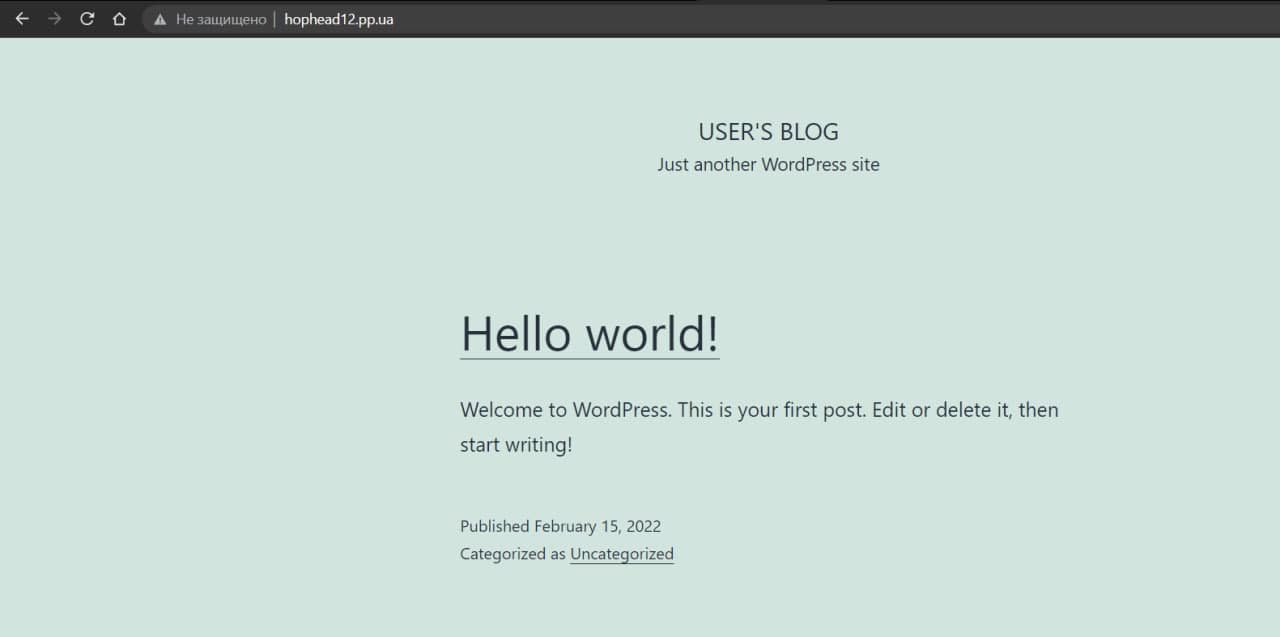 Не защищено | hophead12.pp.ua
USER'S BLOG
Just another WordPress site
Hello world!
Welcome to WordPress. This is your first post. Edit or delete it, then
start writing!
Published February 15, 2022
Categorized as Uncategorized